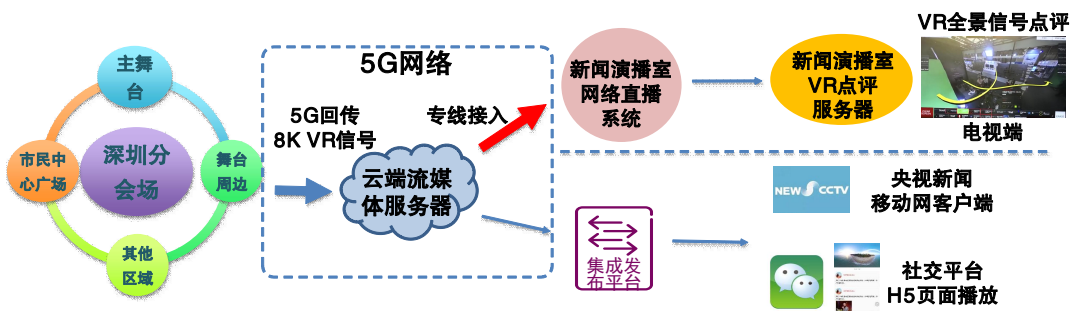 主舞
台
市民中
心广场
深圳分
会场
舞台
周边
其他
区域
5G网络
5G回传
8K VR信号
专线接入
云端流媒
体服务器
新闻演播室
网络直播
系统
新闻演播室
VR点评
服务器
VR全景信号点评
电视端
集成发
布平台
NEWS CCTV
央视新闻
移动网客户端
社交平台
H5页面播放